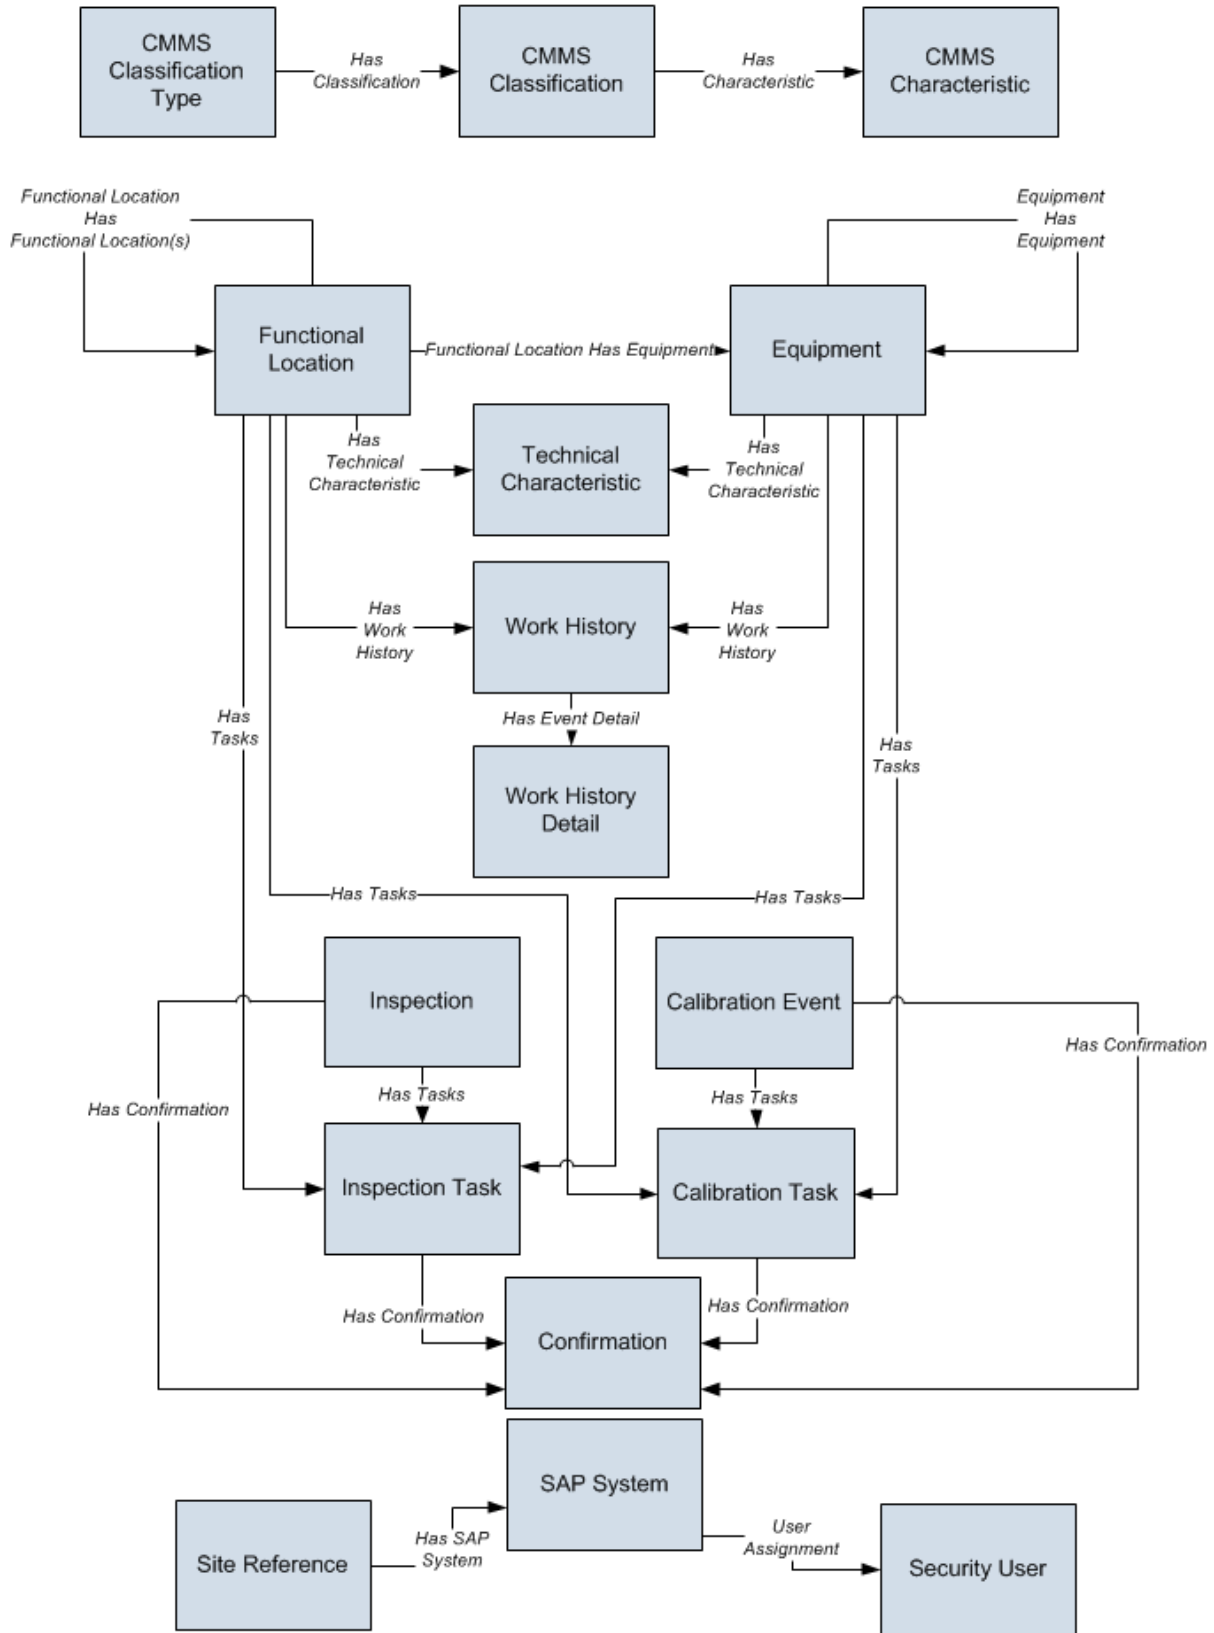 CMMS
Classification
Type
Has
Classification
CMMS
Classification
Has
Characteristic
CMMS
Characteristic
Functional Location
Has
Functional Location(s)
Equipment
Has
Equipment
Functional
Location
Functional Location Has Equipment
Equipment
Has
Technical
Characteristic
Technical
Characteristic
Has
Technical
Characteristic
Has
Work
History
Work History
Has
Work
History
Has Event Detail
Has
Tasks
Has
Tasks
Work History
Detail
Has Tasks
Has Tasks
Inspection
Calibration Event
Has Confirmation
Has Confirmation
Has Tasks
Has Tasks
Inspection Task
Calibration Task
Has Confirmation
Has Confirmation
Confirmation
SAP System
Site Reference
Has SAP
System
User
Assignment
Security User